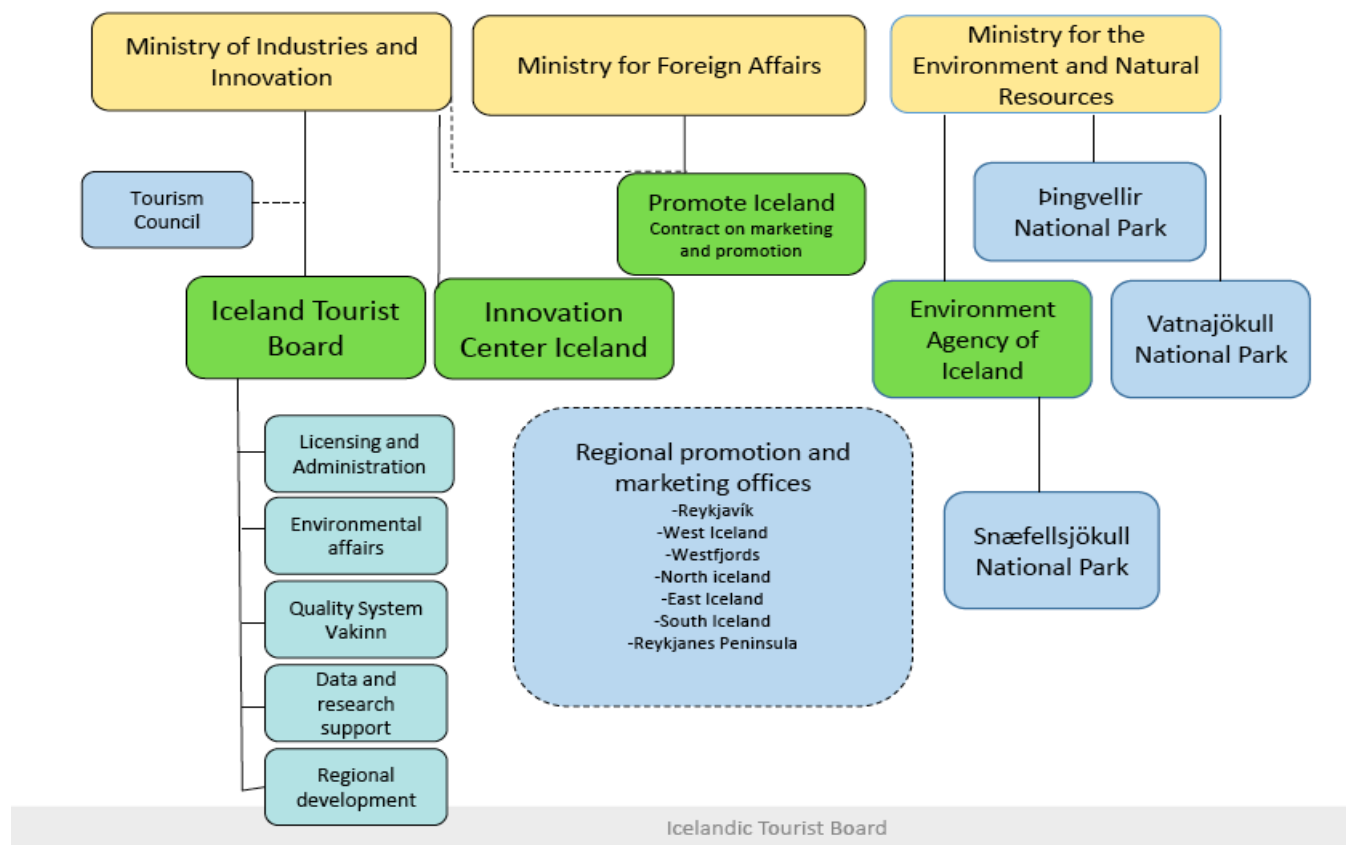 Ministry of Industries and
Innovation
Ministry for Foreign Affairs
Ministry for the
Environment and Natural
Resources
Tourism
Council
Promote Iceland
Contract on marketing
and promotion
Þingvellir
National Park
Iceland Tourist
Board
Innovation
Center Iceland
Environment
Agency of
Iceland
Vatnajökull
National Park
Licensing and
Administration
Environmental
affairs
Quality System
Vakinn
Data and
research
support
Regional
development
Regional promotion and
marketing offices
-Reykjavík
-West Iceland
-Westfjords
-North iceland
-East Iceland
-South Iceland
-Reykjanes Peninsula
Snæfellsjökull
National Park
Icelandic Tourist Board